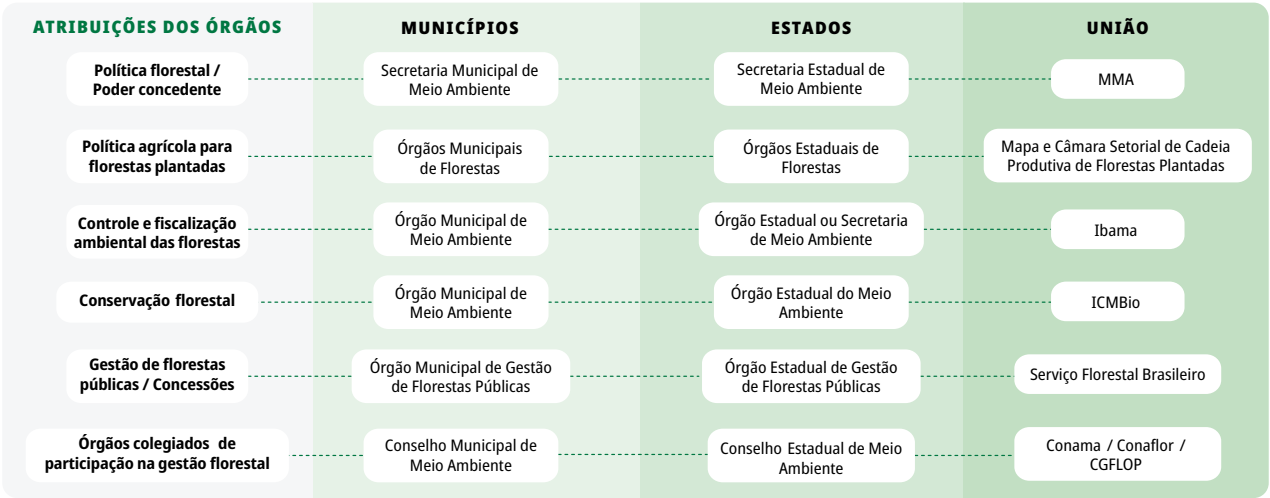 ATRIBUIÇÕES DOS ÓRGÃOS
MUNICÍPIOS
ESTADOS
UNIÃO
Política florestal /
Poder concedente
Secretaria Municipal de
Meio Ambiente
Secretaria Estadual de
Meio Ambiente
MMA
Política agrícola para
florestas plantadas
Órgãos Municipais
de Florestas
Órgãos Estaduais de
Florestas
Mapa e Câmara Setorial de Cadeia
Produtiva de Florestas Plantadas
Controle e fiscalização
ambiental das florestas
Órgão Municipal de
Meio Ambiente
Órgão Estadual ou Secretaria
de Meio Ambiente
Ibama
Conservação florestal
Órgão Municipal de
Meio Ambiente
Órgão Estadual do Meio
Ambiente
ICMBio
Gestão de florestas
públicas / Concessões
Órgão Municipal de Gestão
de Florestas Públicas
Órgão Estadual de Gestão
de Florestas Públicas
Serviço Florestal Brasileiro
Órgãos colegiados de
participação na gestão florestal
Conselho Municipal de
Meio Ambiente
Conselho Estadual de Meio
Ambiente
Conama / Conaflor /
CGFLOP